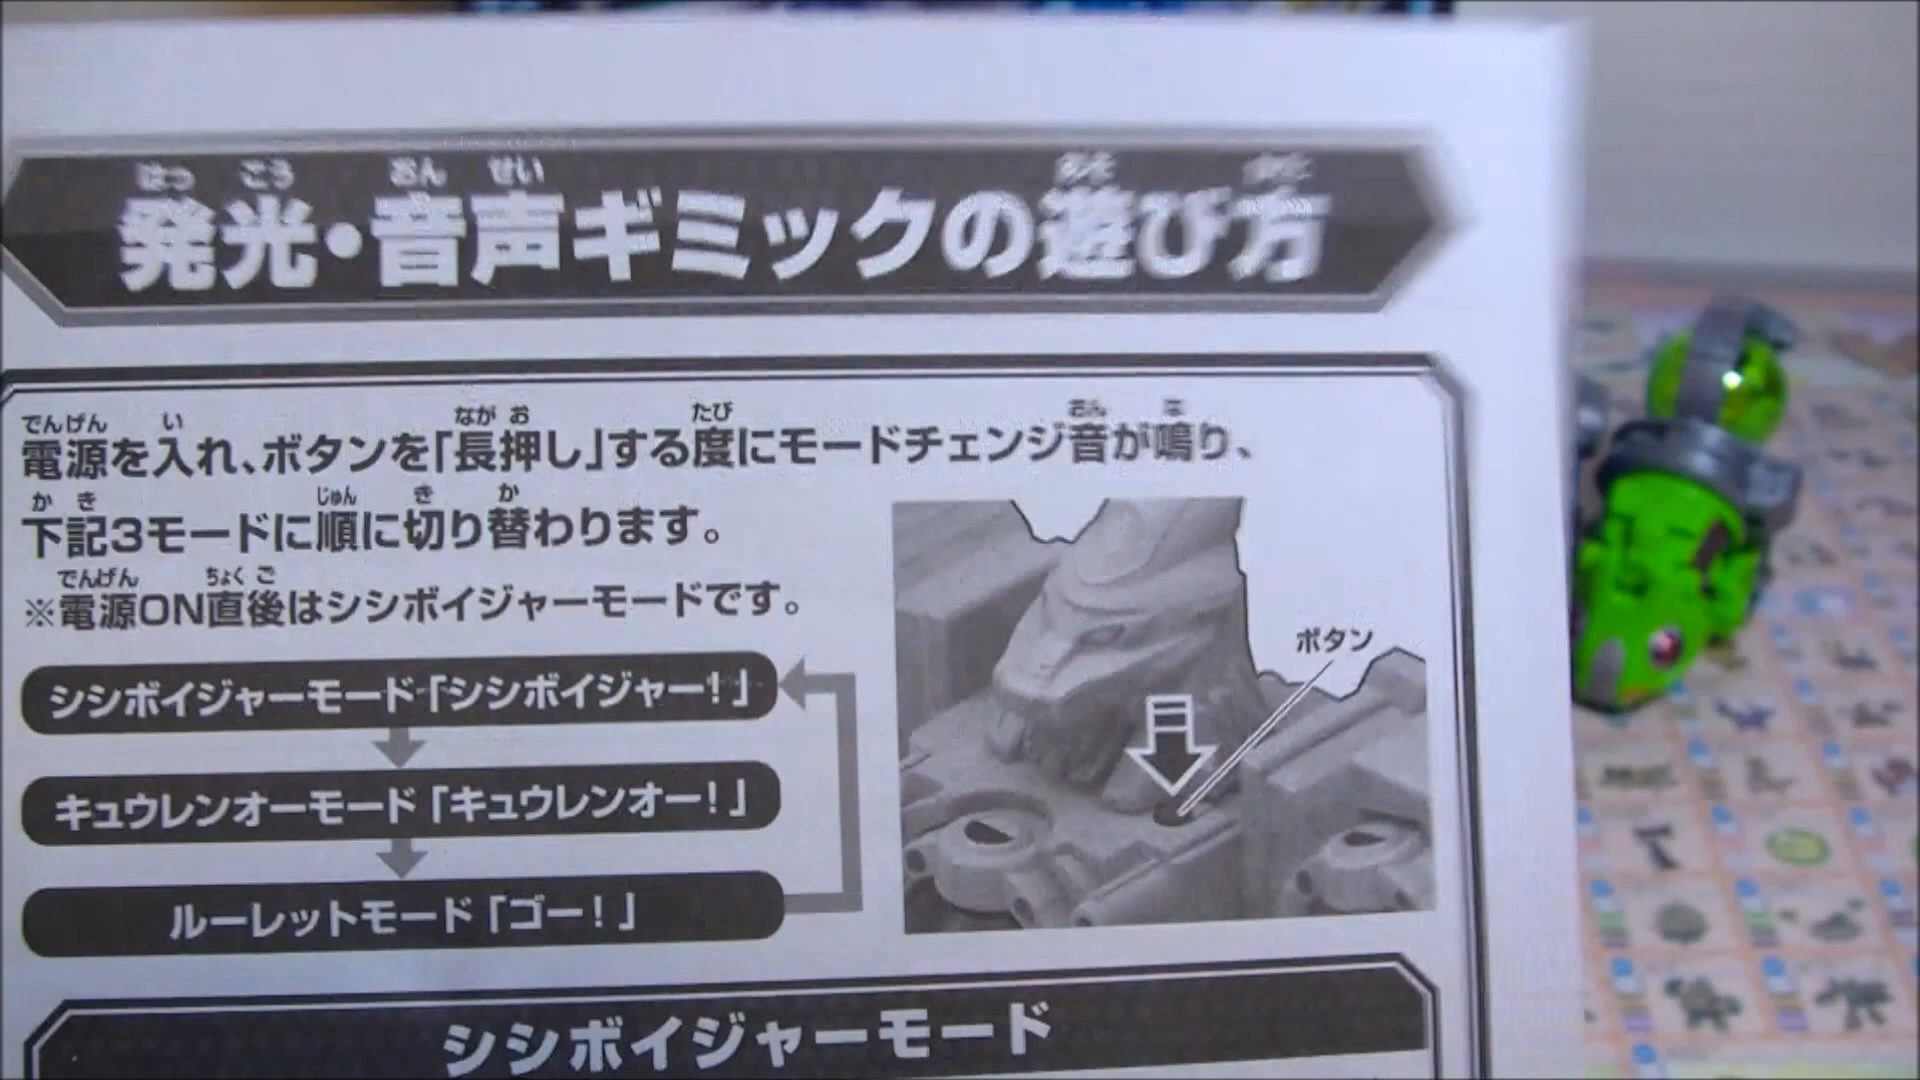 はっ こう おん せい あそ かた
発光・音声ギミックの遊び方
でんげん い なが お たび おん な
電源を入れ、ボタンを「長押し」する度にモードチェンジ音が鳴り、
か き じゅん き か
下記3モードに順に切り替わります。
でんげん ちょく ご
※電源ON直後はシシボイジャーモードです。
シシボイジャーモード「シシボイジャー!」
キュウレンオーモード「キュウレンオー!」
ルーレットモード「ゴー!」
ボタン
シシボイジャーモード